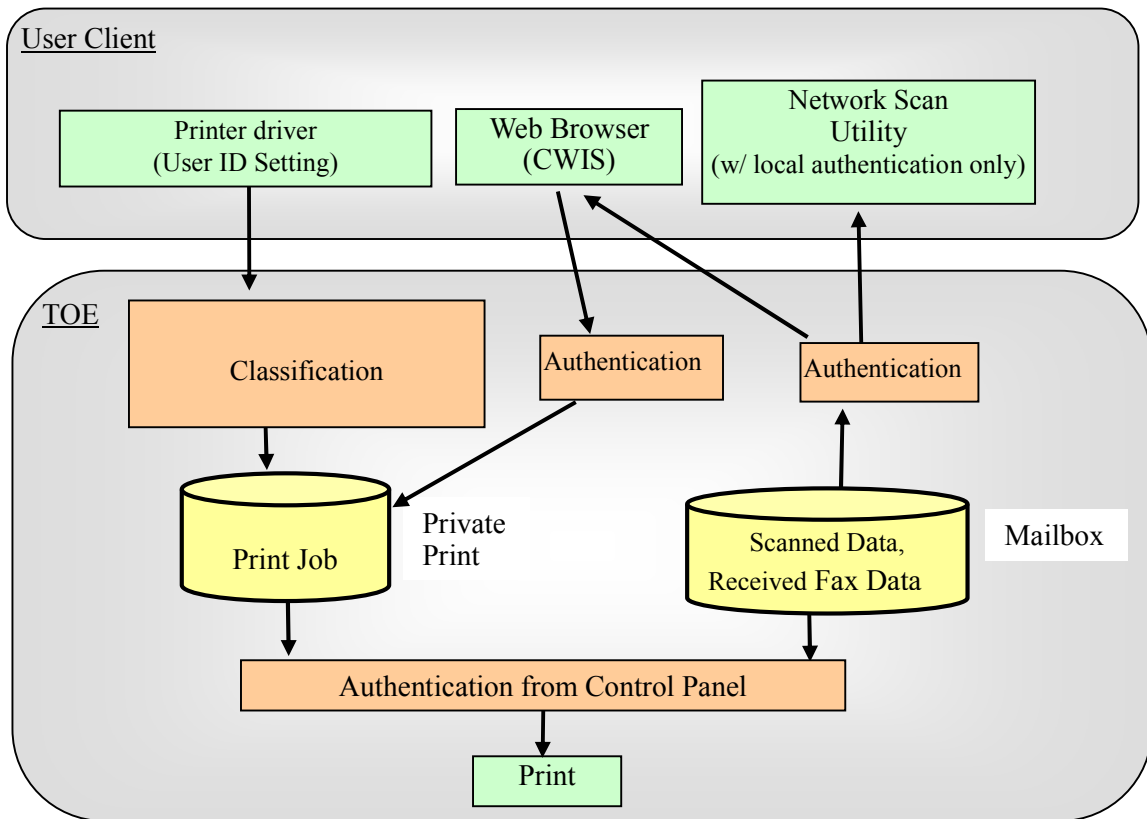 User Client
Printer driver
(User ID Setting)
Web Browser
(CWIS)
Network Scan
Utility
(w/ local authentication only)
TOE
Classification
Authentication
Authentication
Print Job
Private
Print
Scanned Data,
Received Fax Data
Mailbox
Authentication from Control Panel
Print